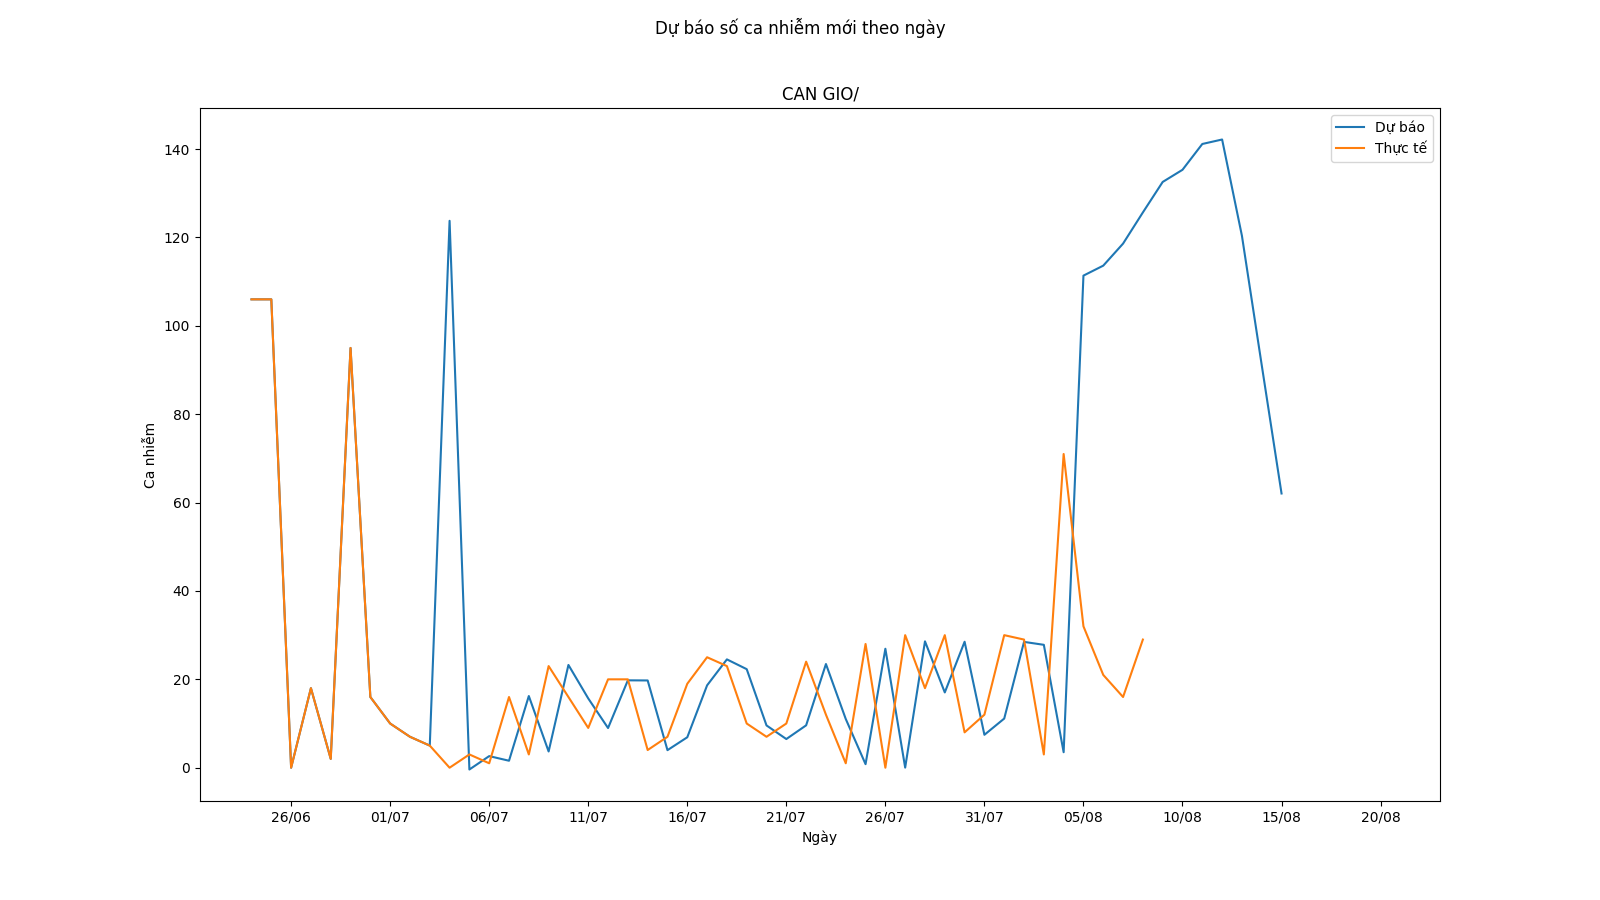 Dự báo số ca nhiễm mới theo ngày
CAN GIO/
Dự báo
Thực tế
140
120
100
80
60
40
20
0
Ca nhiễm
26/06 01/07 06/07 11/07 16/07 21/07 26/07 31/07 05/08 10/08 15/08 20/08
Ngày